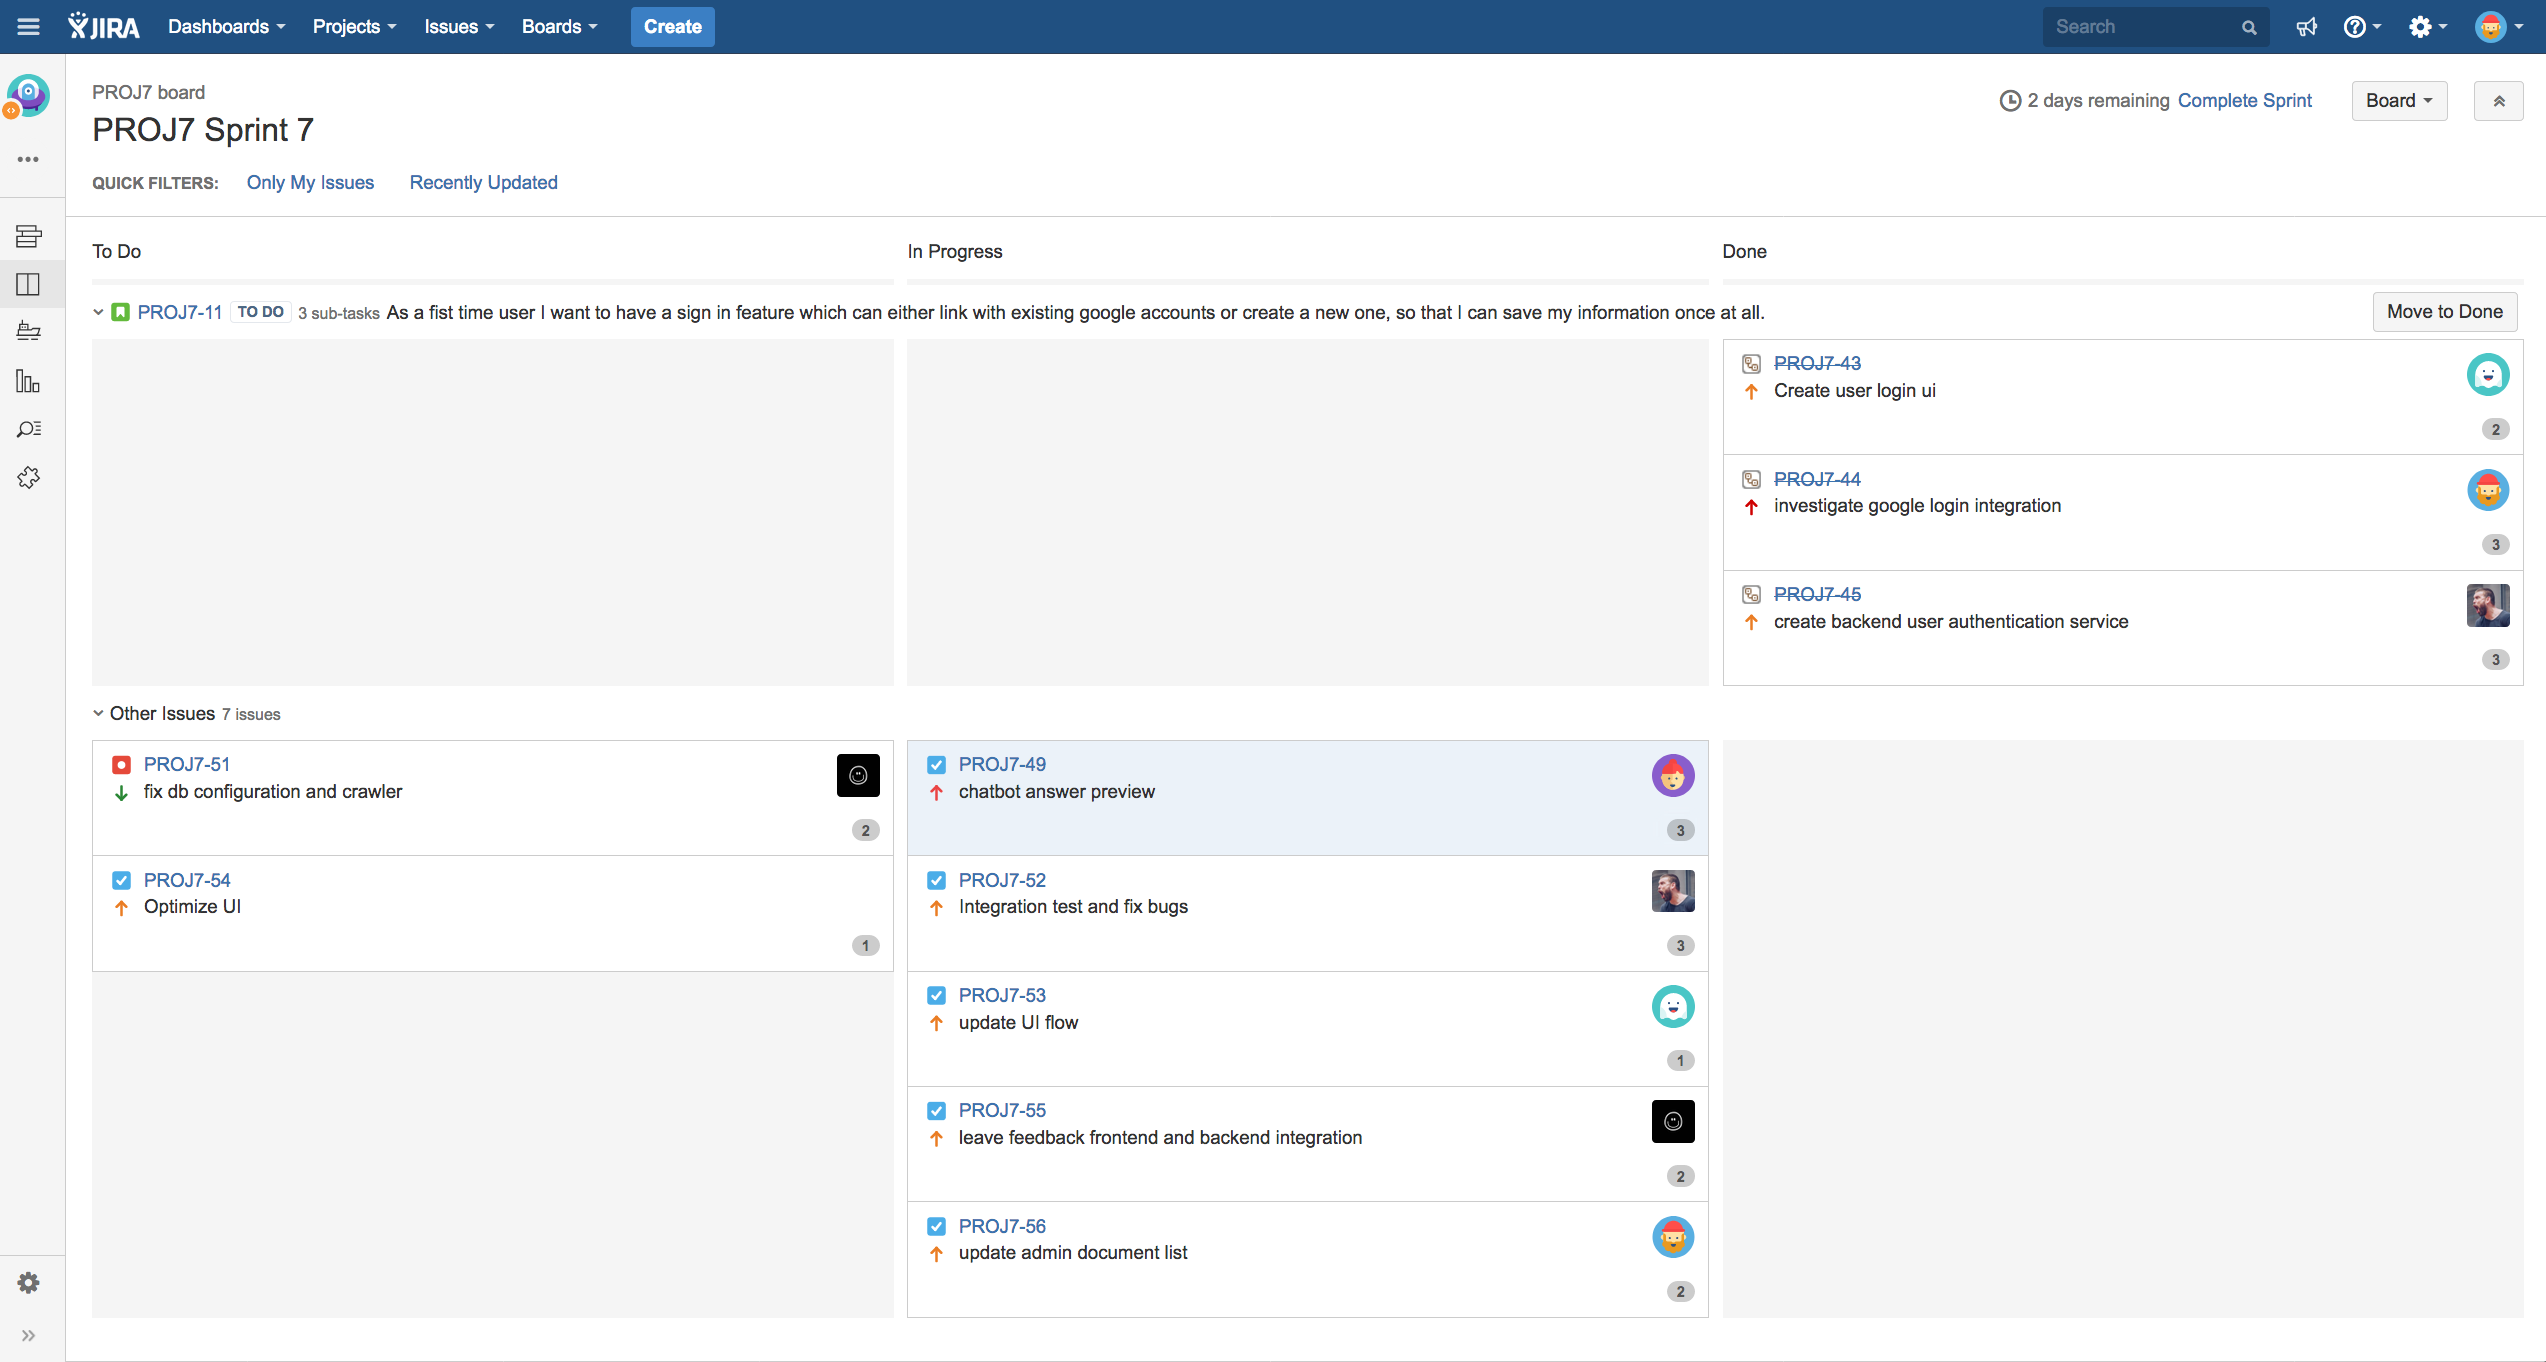 JIRA Dashboards Projects Issues Boards Create Search
PROJ7 board
2 days remaining Complete Sprint Board
PROJ7 Sprint 7
QUICK FILTERS: Only My Issues Recently Updated
To Do In Progress Done
PROJ7-11 TO DO 3 sub-tasks As a fist time user I want to have a sign in feature which can either link with existing google accounts or create a new one, so that I can save my information once at all. Move to Done
PROJ7-43
Create user login ui
2
PROJ7-44
investigate google login integration
3
PROJ7-45
create backend user authentication service
3
Other Issues 7 issues
PROJ7-51
fix db configuration and crawler
2
PROJ7-54
Optimize UI
1
PROJ7-49
chatbot answer preview
3
PROJ7-52
Integration test and fix bugs
3
PROJ7-53
update UI flow
1
PROJ7-55
leave feedback frontend and backend integration
2
PROJ7-56
update admin document list
2